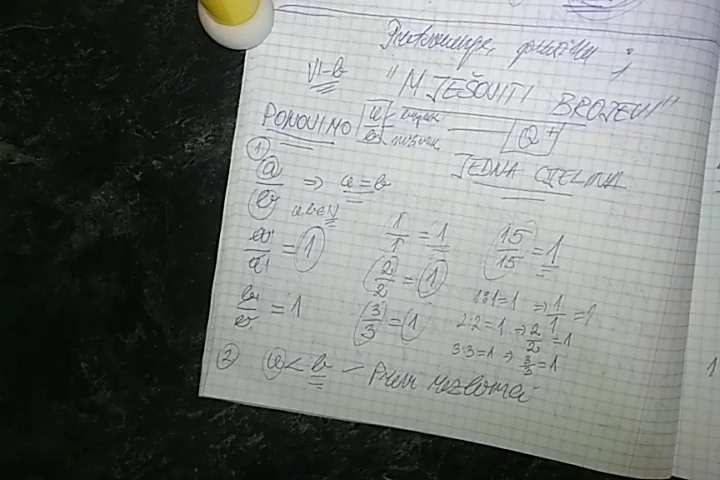 VI-b "MJEŠOVITI BROJEVI"
PONOVIMO a/b Q+
① JEDNA CJELINA
a/b ⇒ a=b
a/a = 1 1/1 = 1 15/15 = 1
2/2 = 1
b/b = 1 3/3 = 1
1:1=1 ⇒ 1/1 = 1
2:2=1 ⇒ 2/2 = 1
3:3=1 ⇒ 3/3 = 1
② a < b –